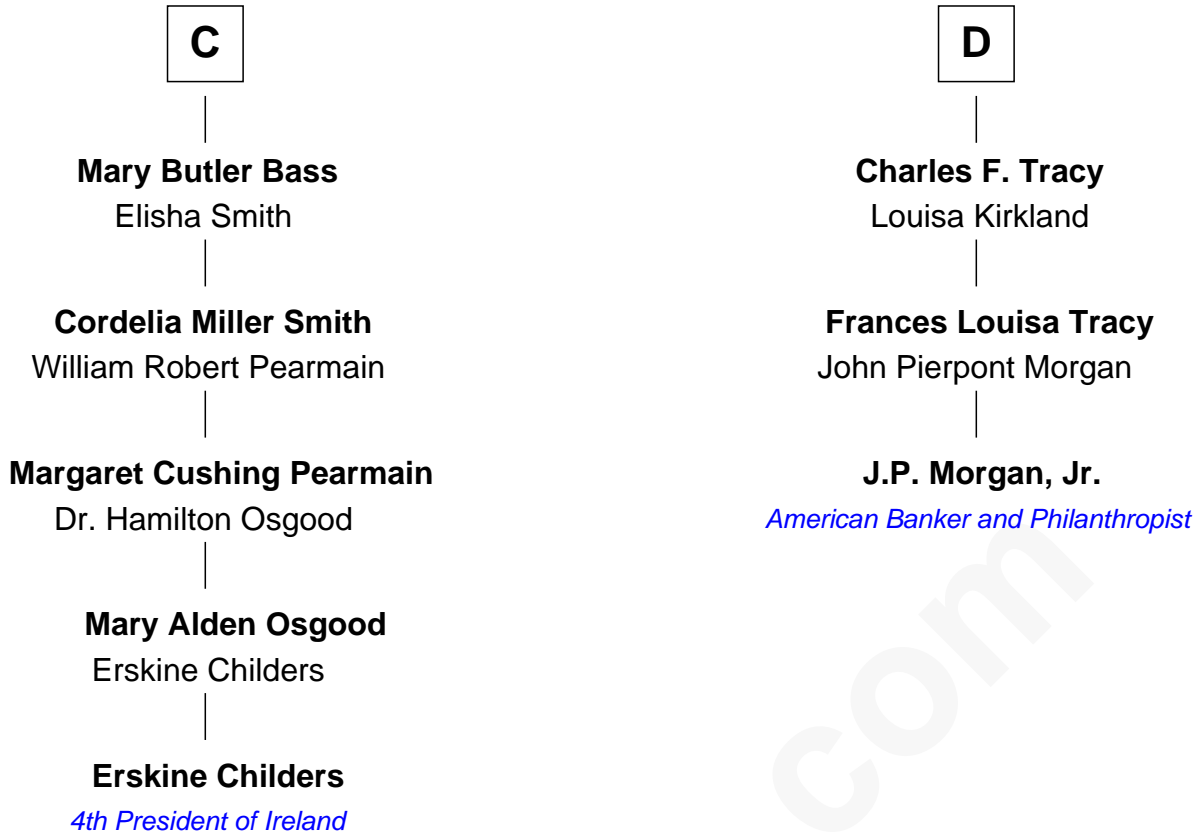 C
Mary Butler Bass
Elisha Smith
Cordelia Miller Smith
William Robert Pearmain
Margaret Cushing Pearmain
Dr. Hamilton Osgood
Mary Alden Osgood
Erskine Childers
Erskine Childers
4th President of Ireland
D
Charles F. Tracy
Louisa Kirkland
Frances Louisa Tracy
John Pierpont Morgan
J.P. Morgan, Jr.
American Banker and Philanthropist
com